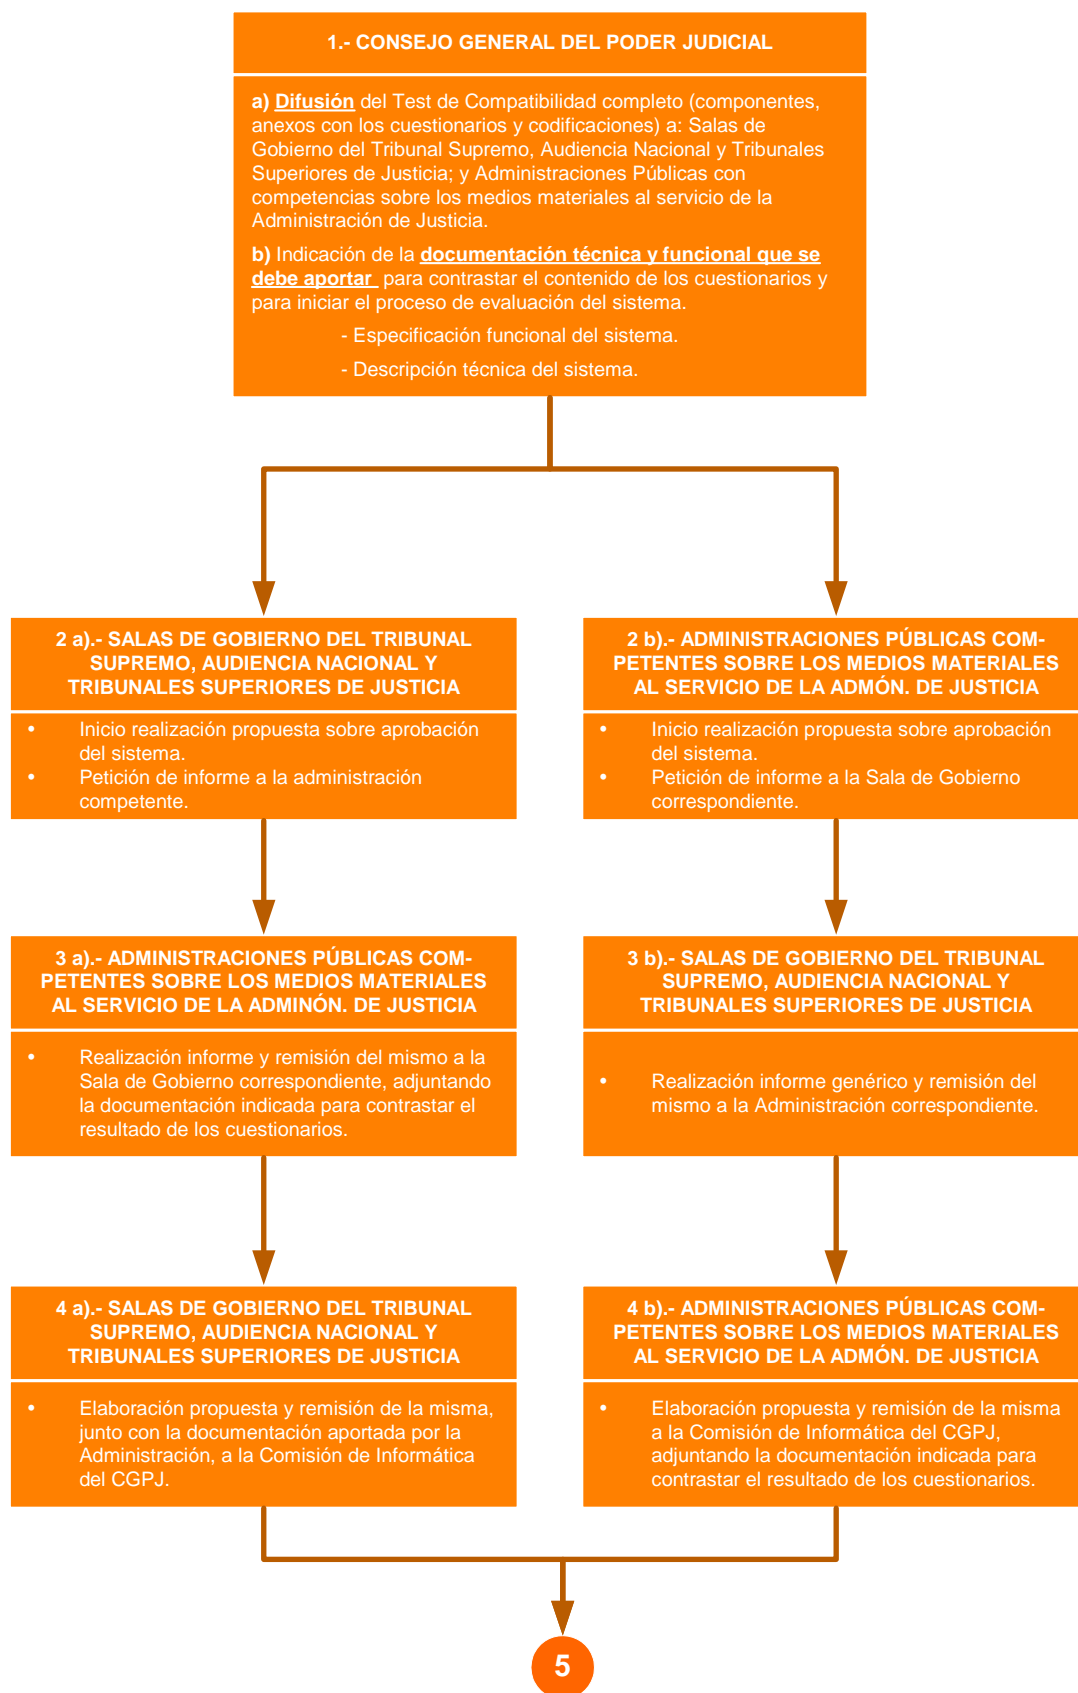 1.- CONSEJO GENERAL DEL PODER JUDICIAL
a) Difusión del Test de Compatibilidad completo (componentes,
anexos con los cuestionarios y codificaciones) a: Salas de
Gobierno del Tribunal Supremo, Audiencia Nacional y Tribunales
Superiores de Justicia; y Administraciones Públicas con
competencias sobre los medios materiales al servicio de la
Administración de Justicia.
b) Indicación de la documentación técnica y funcional que se
debe aportar para contrastar el contenido de los cuestionarios y
para iniciar el proceso de evaluación del sistema.
- Especificación funcional del sistema.
- Descripción técnica del sistema.
2 a).- SALAS DE GOBIERNO DEL TRIBUNAL
SUPREMO, AUDIENCIA NACIONAL Y
TRIBUNALES SUPERIORES DE JUSTICIA
• Inicio realización propuesta sobre aprobación
del sistema.
• Petición de informe a la administración
competente.
2 b).- ADMINISTRACIONES PÚBLICAS COM-
PETENTES SOBRE LOS MEDIOS MATERIALES
AL SERVICIO DE LA ADMÓN. DE JUSTICIA
• Inicio realización propuesta sobre aprobación
del sistema.
• Petición de informe a la Sala de Gobierno
correspondiente.
3 a).- ADMINISTRACIONES PÚBLICAS COM-
PETENTES SOBRE LOS MEDIOS MATERIALES
AL SERVICIO DE LA ADMINÓN. DE JUSTICIA
• Realización informe y remisión del mismo a la
Sala de Gobierno correspondiente, adjuntando
la documentación indicada para contrastar el
resultado de los cuestionarios.
3 b).- SALAS DE GOBIERNO DEL TRIBUNAL
SUPREMO, AUDIENCIA NACIONAL Y
TRIBUNALES SUPERIORES DE JUSTICIA
• Realización informe genérico y remisión del
mismo a la Administración correspondiente.
4 a).- SALAS DE GOBIERNO DEL TRIBUNAL
SUPREMO, AUDIENCIA NACIONAL Y
TRIBUNALES SUPERIORES DE JUSTICIA
• Elaboración propuesta y remisión de la misma,
junto con la documentación aportada por la
Administración, a la Comisión de Informática
del CGPJ.
4 b).- ADMINISTRACIONES PÚBLICAS COM-
PETENTES SOBRE LOS MEDIOS MATERIALES
AL SERVICIO DE LA ADMÓN. DE JUSTICIA
• Elaboración propuesta y remisión de la misma
a la Comisión de Informática del CGPJ,
adjuntando la documentación indicada para
contrastar el resultado de los cuestionarios.
5